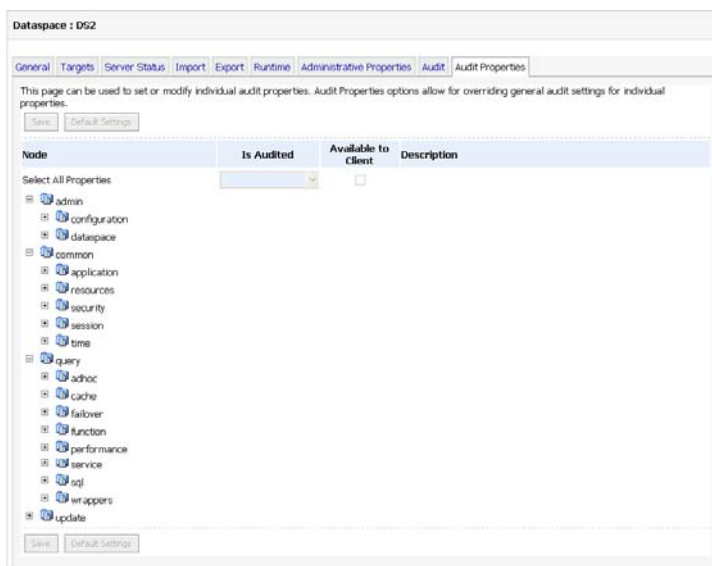 Dataspace : DS2
General Targets Server Status Import Export Runtime Administrative Properties Audit Audit Properties
This page can be used to set or modify individual audit properties. Audit Properties options allow for overriding general audit settings for individual
properties.
Save Default Settings
Node Is Audited Available to Client Description
Select All Properties
admin
configuration
dataspace
common
application
resources
security
session
time
query
adhoc
cache
failover
function
performance
service
sql
wrappers
update
Save Default Settings